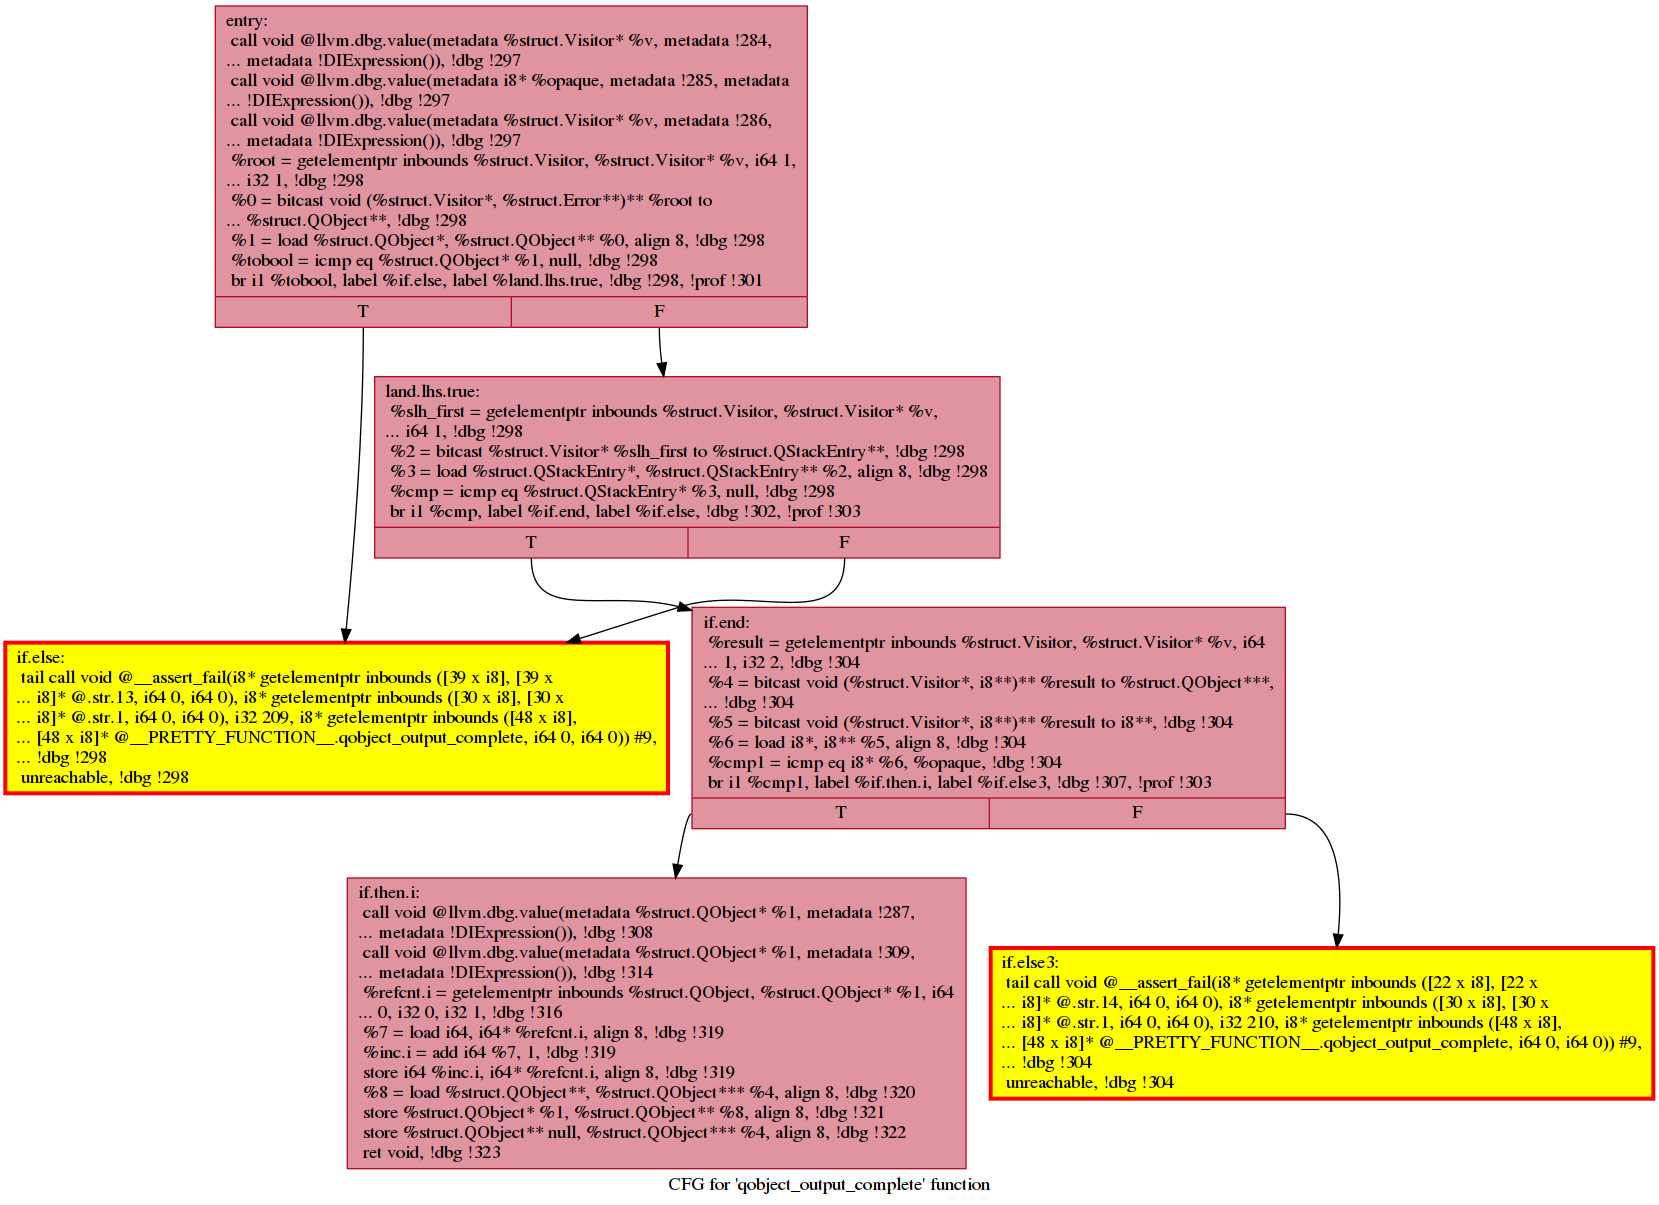 entry:
call void @llvm.dbg.value(metadata %struct.Visitor* %v, metadata !284,
... metadata !DIExpression()), !dbg !297
call void @llvm.dbg.value(metadata i8* %opaque, metadata !285, metadata
... !DIExpression()), !dbg !297
call void @llvm.dbg.value(metadata %struct.Visitor* %v, metadata !286,
... metadata !DIExpression()), !dbg !297
%root = getelementptr inbounds %struct.Visitor, %struct.Visitor* %v, i64 1,
... i32 1, !dbg !298
%0 = bitcast void (%struct.Visitor*, %struct.Error**)** %root to
... %struct.QObject**, !dbg !298
%1 = load %struct.QObject*, %struct.QObject** %0, align 8, !dbg !298
%tobool = icmp eq %struct.QObject* %1, null, !dbg !298
br i1 %tobool, label %if.else, label %land.lhs.true, !dbg !298, !prof !301
T
F
land.lhs.true:
%slh_first = getelementptr inbounds %struct.Visitor, %struct.Visitor* %v,
... i64 1, !dbg !298
%2 = bitcast %struct.Visitor* %slh_first to %struct.QStackEntry**, !dbg !298
%3 = load %struct.QStackEntry*, %struct.QStackEntry** %2, align 8, !dbg !298
%cmp = icmp eq %struct.QStackEntry* %3, null, !dbg !298
br i1 %cmp, label %if.end, label %if.else, !dbg !302, !prof !303
T
F
if.else:
tail call void @__assert_fail(i8* getelementptr inbounds ([39 x i8], [39 x
... i8]* @.str.13, i64 0, i64 0), i8* getelementptr inbounds ([30 x i8], [30 x
... i8]* @.str.1, i64 0, i64 0), i32 209, i8* getelementptr inbounds ([48 x i8],
... [48 x i8]* @__PRETTY_FUNCTION__.qobject_output_complete, i64 0, i64 0)) #9,
... !dbg !298
unreachable, !dbg !298
if.end:
%result = getelementptr inbounds %struct.Visitor, %struct.Visitor* %v, i64
... 1, i32 2, !dbg !304
%4 = bitcast void (%struct.Visitor*, i8**)** %result to %struct.QObject***,
... !dbg !304
%5 = bitcast void (%struct.Visitor*, i8**)** %result to i8**, !dbg !304
%6 = load i8*, i8** %5, align 8, !dbg !304
%cmp1 = icmp eq i8* %6, %opaque, !dbg !304
br i1 %cmp1, label %if.then.i, label %if.else3, !dbg !307, !prof !303
T
F
if.then.i:
call void @llvm.dbg.value(metadata %struct.QObject* %1, metadata !287,
... metadata !DIExpression()), !dbg !308
call void @llvm.dbg.value(metadata %struct.QObject* %1, metadata !309,
... metadata !DIExpression()), !dbg !314
%refcnt.i = getelementptr inbounds %struct.QObject, %struct.QObject* %1, i64
... 0, i32 0, i32 1, !dbg !316
%7 = load i64, i64* %refcnt.i, align 8, !dbg !319
%inc.i = add i64 %7, 1, !dbg !319
store i64 %inc.i, i64* %refcnt.i, align 8, !dbg !319
%8 = load %struct.QObject**, %struct.QObject*** %4, align 8, !dbg !320
store %struct.QObject* %1, %struct.QObject** %8, align 8, !dbg !321
store %struct.QObject** null, %struct.QObject*** %4, align 8, !dbg !322
ret void, !dbg !323
if.else3:
tail call void @__assert_fail(i8* getelementptr inbounds ([22 x i8], [22 x
... i8]* @.str.14, i64 0, i64 0), i8* getelementptr inbounds ([30 x i8], [30 x
... i8]* @.str.1, i64 0, i64 0), i32 210, i8* getelementptr inbounds ([48 x i8],
... [48 x i8]* @__PRETTY_FUNCTION__.qobject_output_complete, i64 0, i64 0)) #9,
... !dbg !304
unreachable, !dbg !304
CFG for 'qobject_output_complete' function